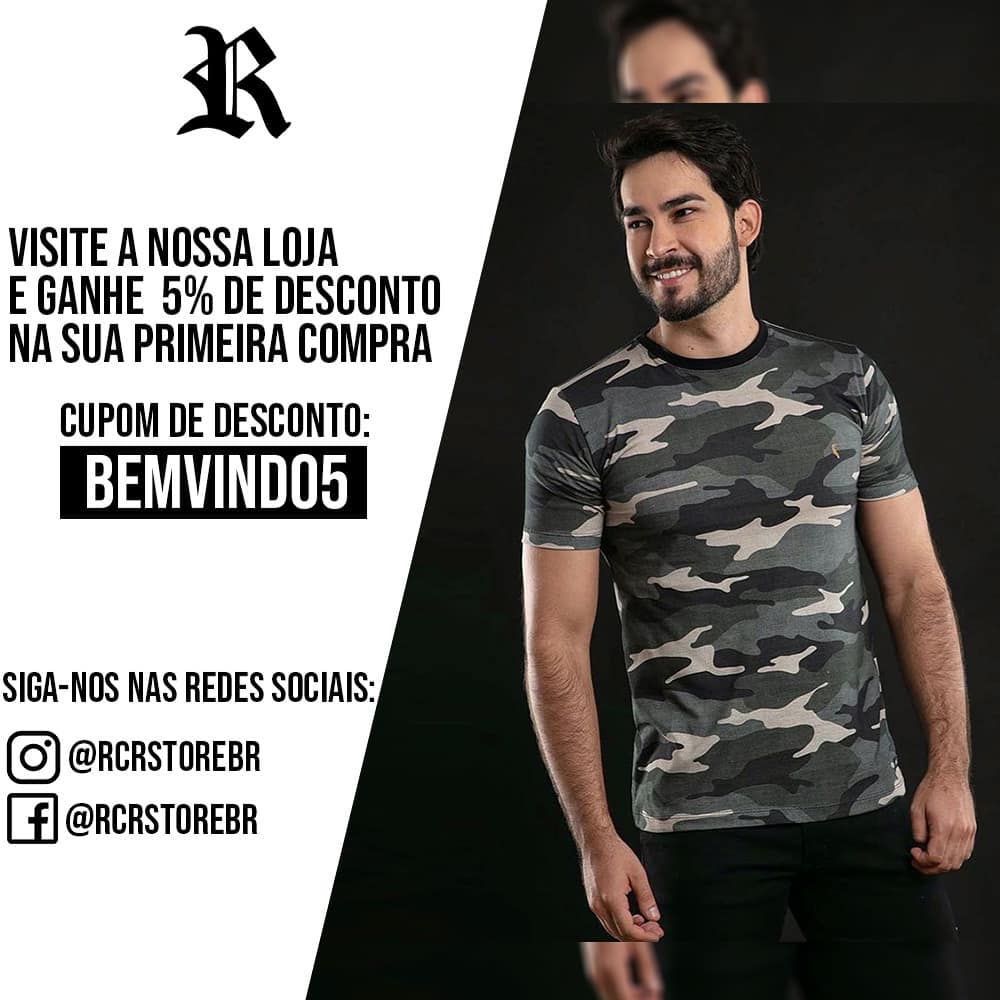 R
VISITE A NOSSA LOJA
E GANHE 5% DE DESCONTO
NA SUA PRIMEIRA COMPRA
CUPOM DE DESCONTO:
BEMVINDO5
SIGA-NOS NAS REDES SOCIAIS:
@RCRSTOREBR
@RCRSTOREBR